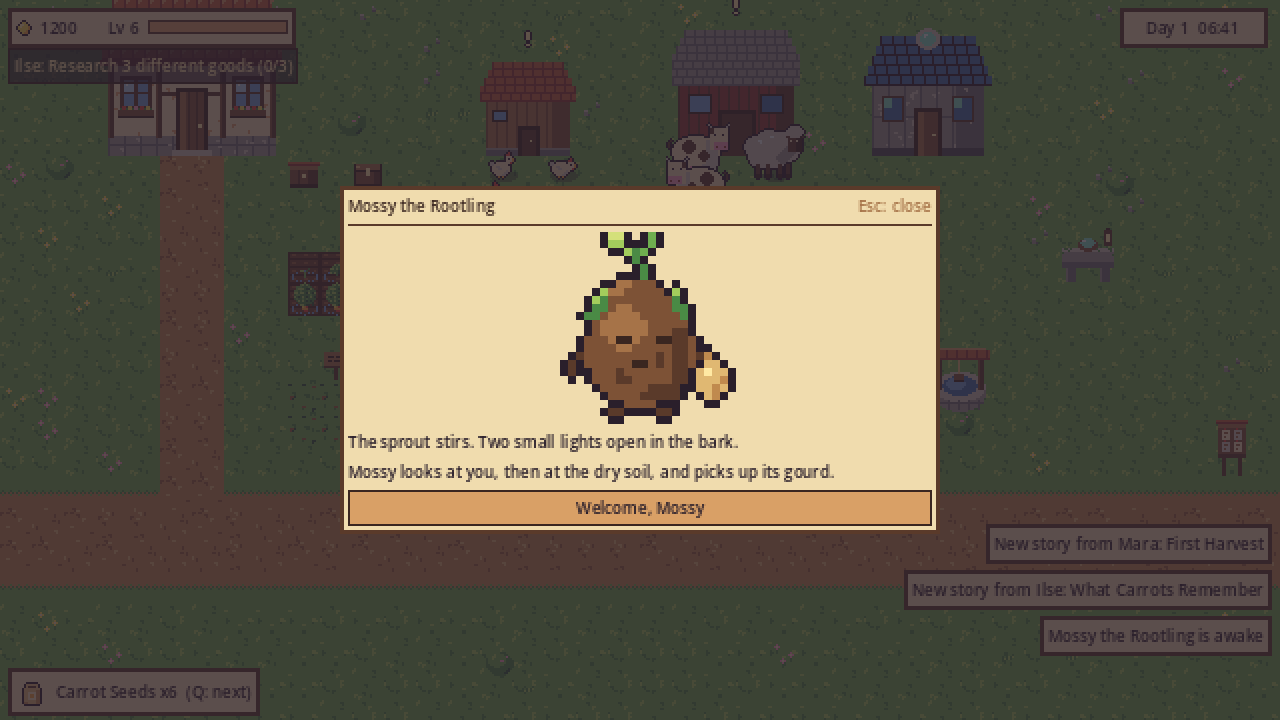 1200 Lv 6
Day 1 06:41
Ilse: Research 3 different goods (0/3)
Mossy the Rootling
Esc: close
The sprout stirs. Two small lights open in the bark.
Mossy looks at you, then at the dry soil, and picks up its gourd.
Welcome, Mossy
New story from Mara: First Harvest
New story from Ilse: What Carrots Remember
Mossy the Rootling is awake
Carrot Seeds x6 (Q: next)